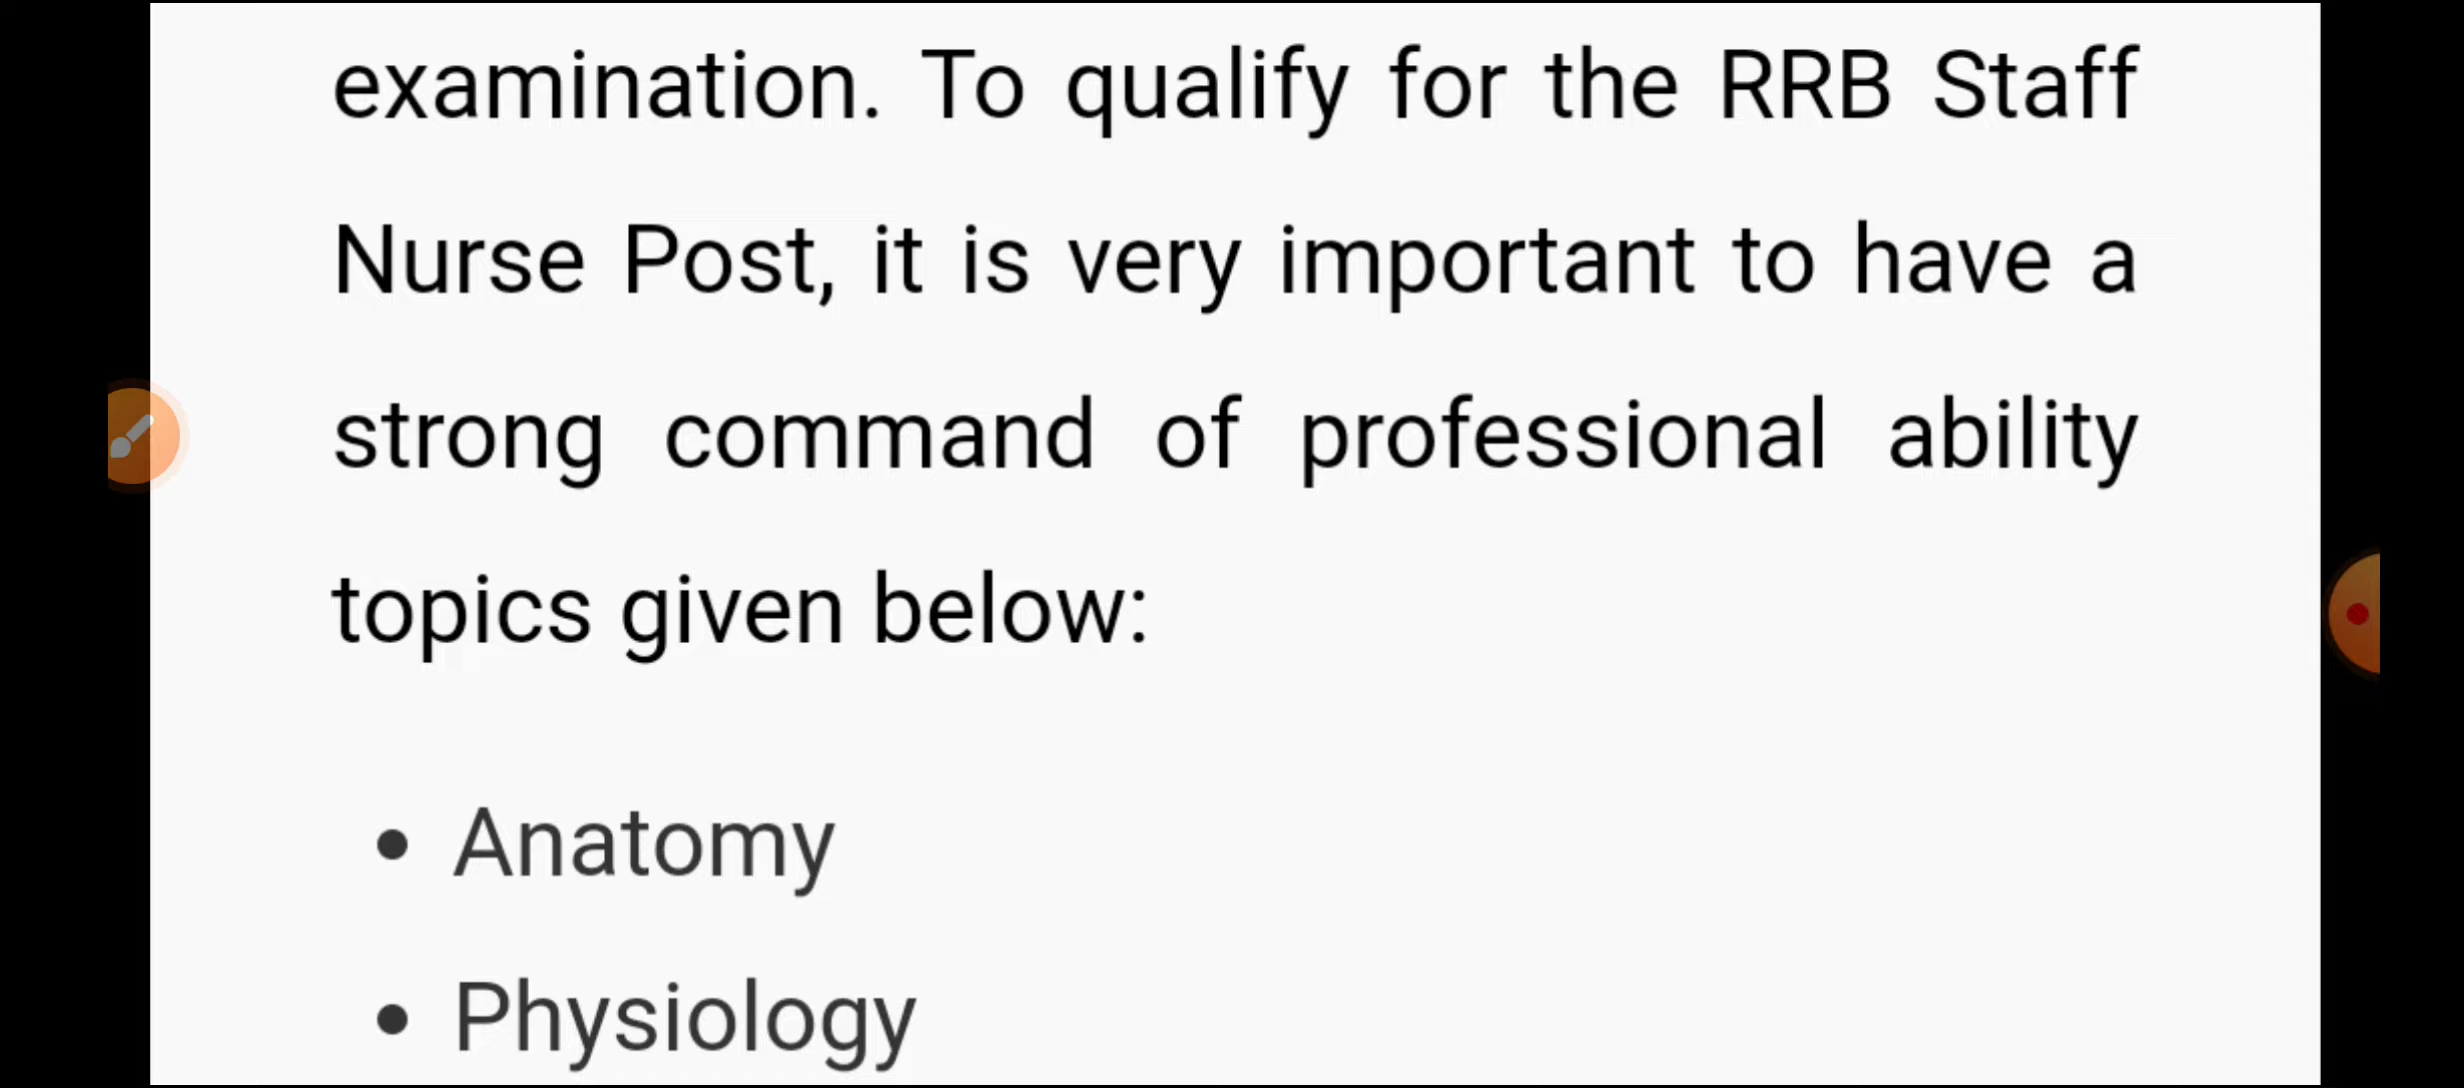 examination. To qualify for the RRB Staff
Nurse Post, it is very important to have a
strong command of professional ability
topics given below:
• Anatomy
• Physiology